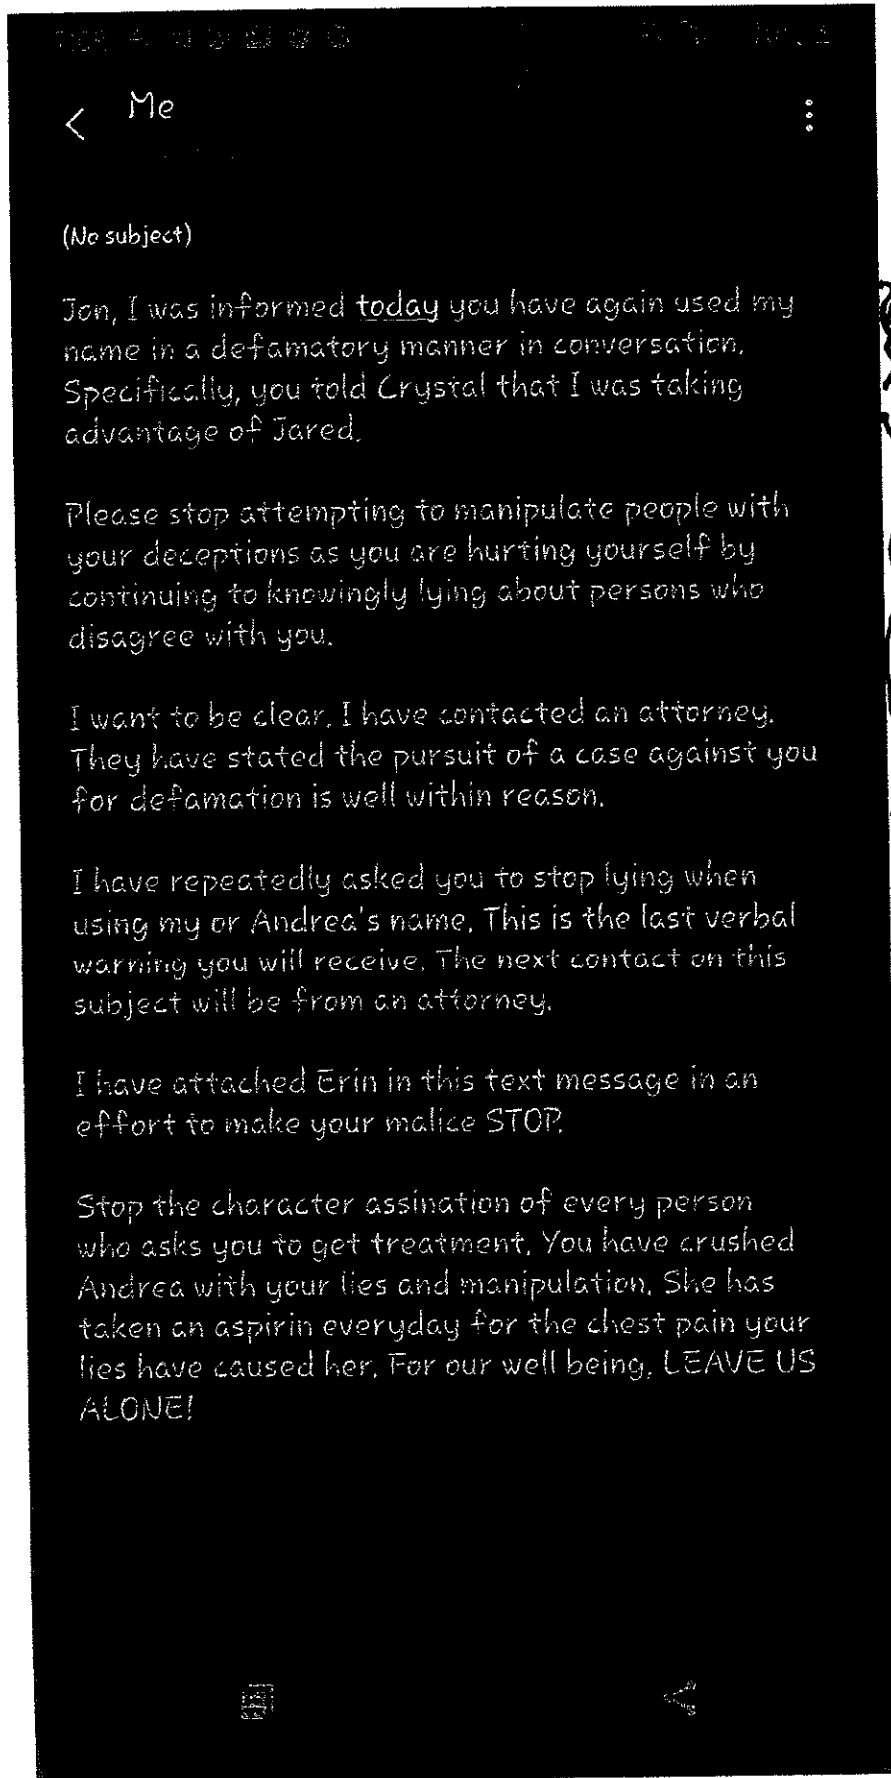 Me
(No subject)
Jon, I was informed today you have again used my
name in a defamatory manner in conversation.
Specifically, you told Crystal that I was taking
advantage of Jared.
Please stop attempting to manipulate people with
your deceptions as you are hurting yourself by
continuing to knowingly lying about persons who
disagree with you.
I want to be clear. I have contacted an attorney.
They have stated the pursuit of a case against you
for defamation is well within reason.
I have repeatedly asked you to stop lying when
using my or Andrea's name. This is the last verbal
warning you will receive. The next contact on this
subject will be from an attorney.
I have attached Erin in this text message in an
effort to make your malice STOP.
Stop the character assination of every person
who asks you to get treatment. You have crushed
Andrea with your lies and manipulation. She has
taken an aspirin everyday for the chest pain your
lies have caused her. For our well being, LEAVE US
ALONE!